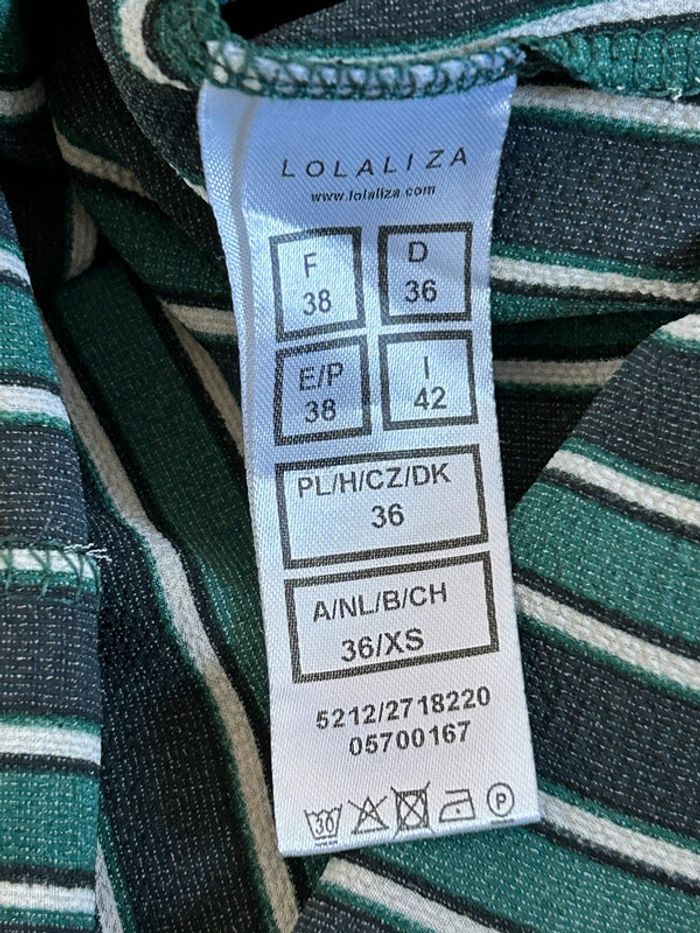 LOLALIZA
www.lolaliza.com
F D
38 36
E/P I
38 42
PL/H/CZ/DK
36
A/NL/B/CH
36/XS
5212/2718220
05700167
30 P